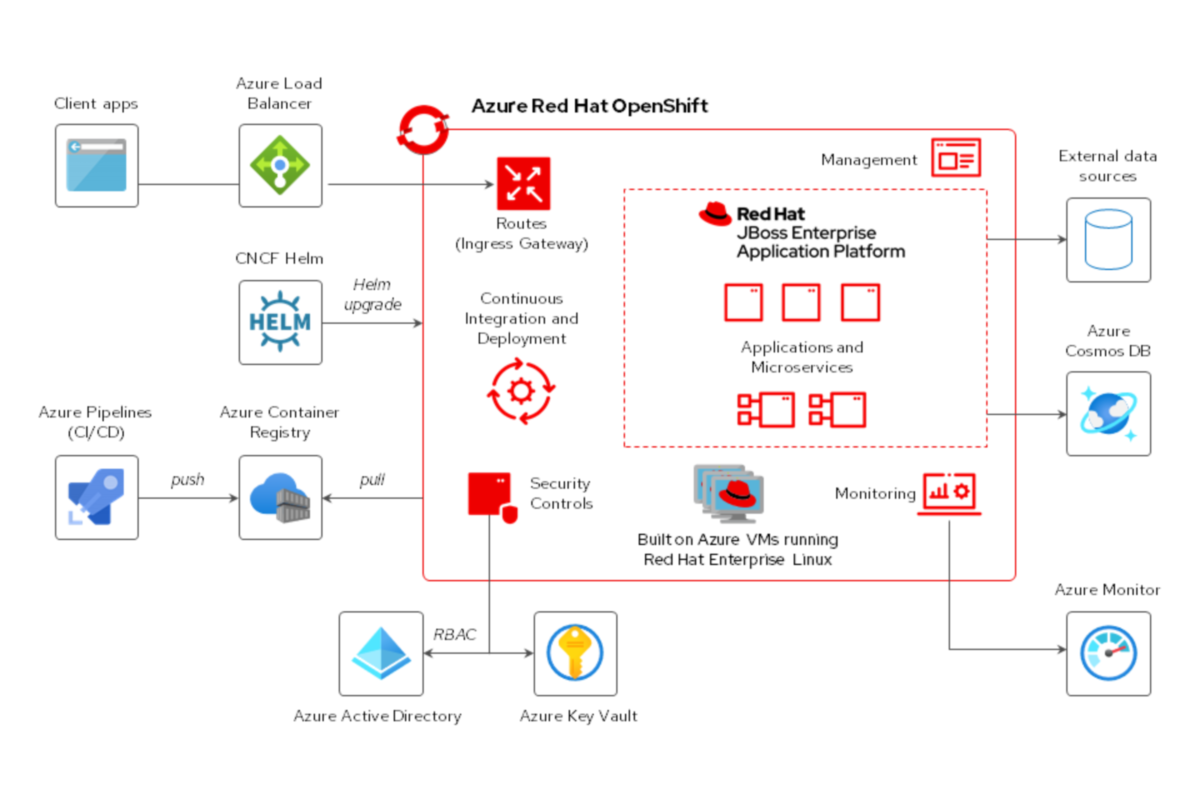 Azure Load
Balancer
Client apps
Azure Red Hat OpenShift
Management
External data
sources
Routes
(Ingress Gateway)
Red Hat
JBoss Enterprise
Application Platform
CNCF Helm
HELM
Helm
upgrade
Continuous
Integration and
Deployment
Applications and
Microservices
Azure
Cosmos DB
Azure Pipelines
(CI/CD)
Azure Container
Registry
push
pull
Security
Controls
Monitoring
Built on Azure VMs running
Red Hat Enterprise Linux
Azure Monitor
RBAC
Azure Active Directory
Azure Key Vault